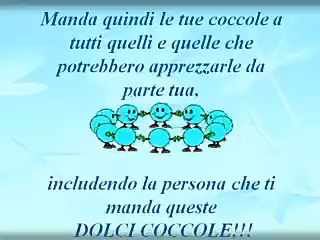 Manda quindi le tue coccole a
tutti quelli e quelle che
potrebbero apprezzarle da
parte tua,
includendo la persona che ti
manda queste
DOLCI COCCOLE!!!